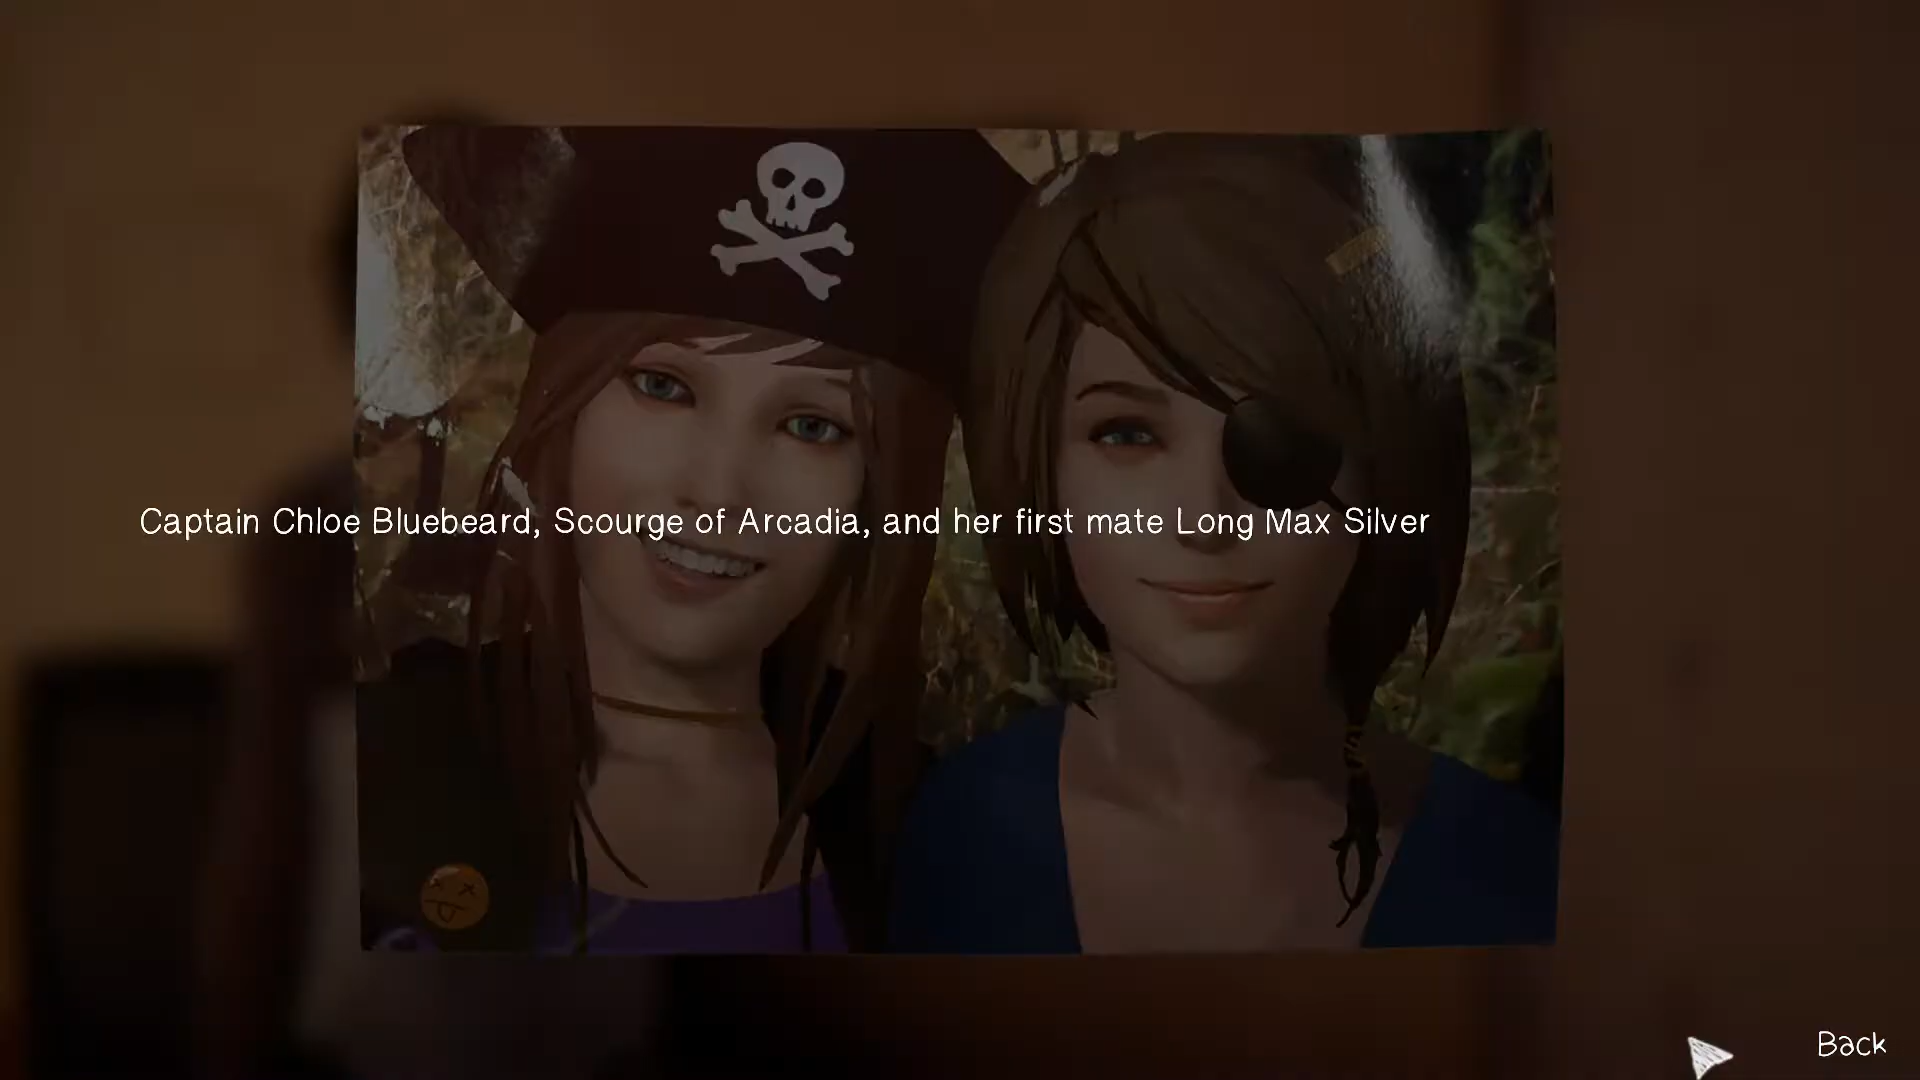 Captain Chloe Bluebeard, Scourge of Arcadia, and her first mate Long Max Silver
Back